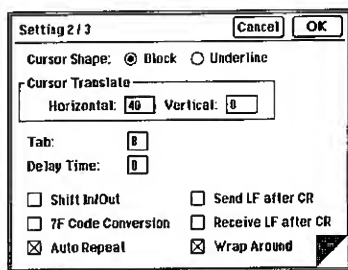 Setting 2 / 3 Cancel OK
Cursor Shape: Block Underline
Cursor Translate
Horizontal: 40 Vertical: 0
Tab: 8
Delay Time: 0
Shift In/Out Send LF after CR
7F Code Conversion Receive LF after CR
Auto Repeat Wrap Around